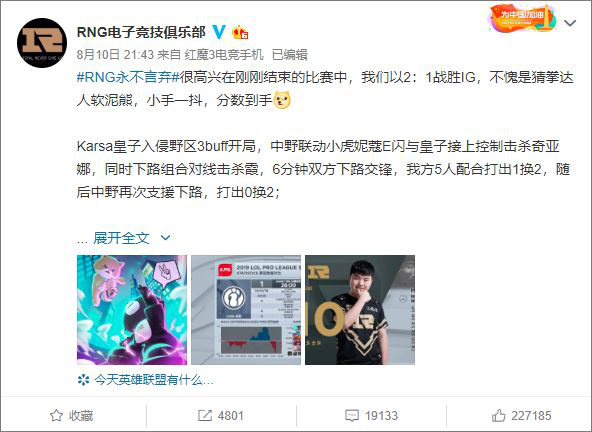 为中国加油
RNG电子竞技俱乐部
8月10日 21:43 来自 红魔3电竞手机 已编辑
#RNG永不言弃#很高兴在刚刚结束的比赛中，我们以2：1战胜IG，不愧是猜拳达
人软泥熊，小手一抖，分数到手
Karsa皇子入侵野区3buff开局，中野联动小虎妮蔻E闪与皇子接上控制击杀奇亚
娜，同时下路组合对线击杀霞，6分钟双方下路交锋，我方5人配合打出1换2，随
后中野再次支援下路，打出0换2；
... 展开全文
2019 LOL PRO LEAGUE S
STATISTICS
1
26:00
RNG
今天英雄联盟有什么...
收藏
4801
19133
227185